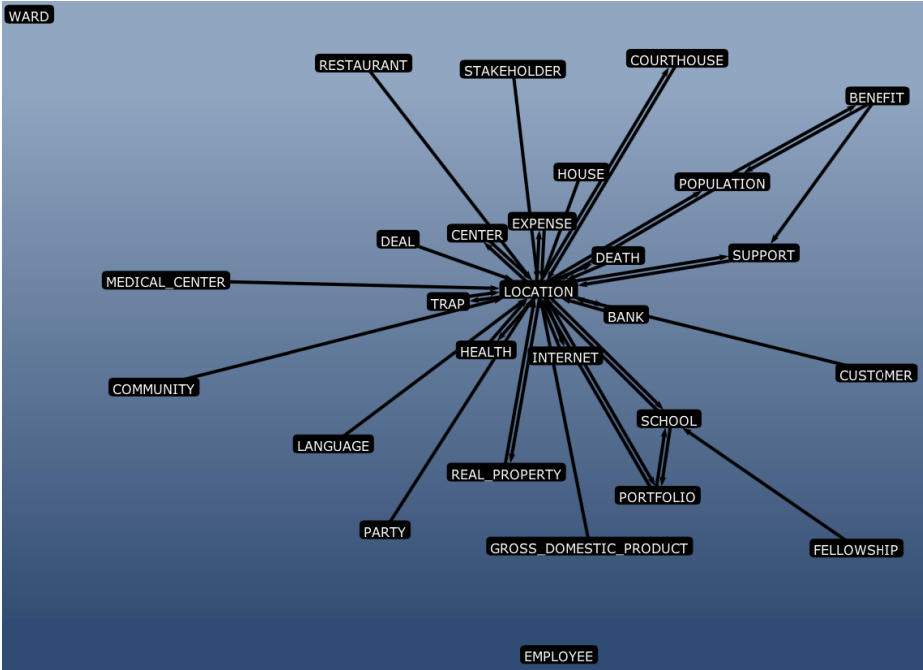 WARD
RESTAURANT
STAKEHOLDER
COURTHOUSE
BENEFIT
HOUSE
POPULATION
EXPENSE
CENTER
DEAL
DEATH
SUPPORT
MEDICAL_CENTER
LOCATION
TRAP
BANK
HEALTH
INTERNET
COMMUNITY
CUSTOMER
SCHOOL
LANGUAGE
REAL_PROPERTY
PORTFOLIO
PARTY
GROSS_DOMESTIC_PRODUCT
FELLOWSHIP
EMPLOYEE